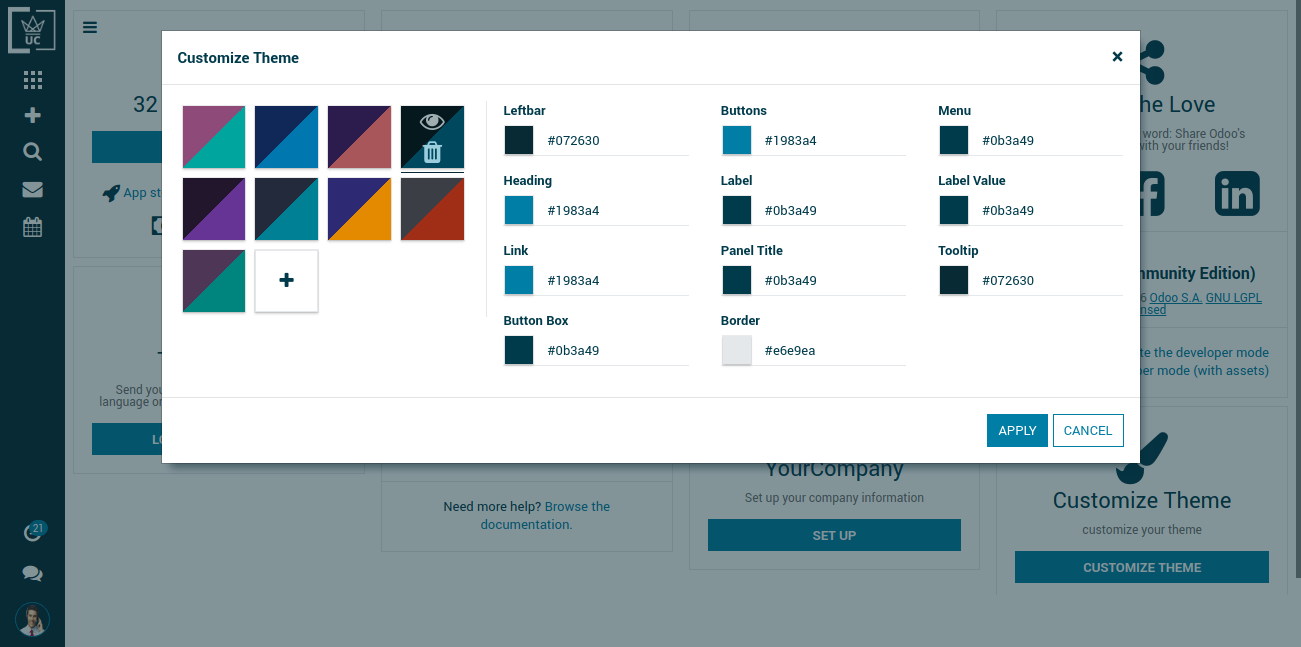 UC
32
Customize Theme
Leftbar
#072630
Buttons
#1983a4
Menu
#0b3a49
Heading
#1983a4
Label
#0b3a49
Label Value
#0b3a49
Link
#1983a4
Panel Title
#0b3a49
Tooltip
#072630
Button Box
#0b3a49
Border
#e6e9ea
APPLY
CANCEL
he Love
word: Share Odoo's
with your friends!
App st
mmunity Edition)
Odoo S.A. GNU LGPL
nsed
te the developer mode
er mode (with assets)
Send you
language or
LO
Need more help? Browse the
documentation.
YourCompany
Set up your company information
SET UP
Customize Theme
customize your theme
CUSTOMIZE THEME
21